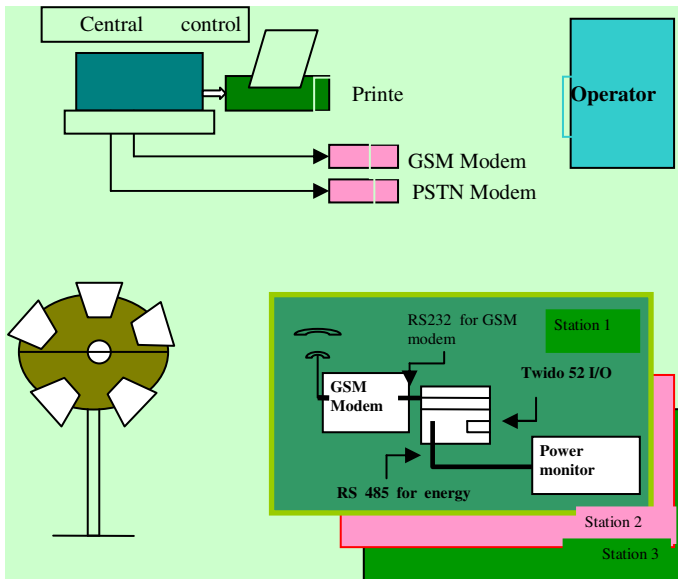 Central control
Printe
Operator
GSM Modem
PSTN Modem
RS232 for GSM
modem
Station 1
GSM
Modem
Twido 52 I/O
Power
monitor
RS 485 for energy
Station 2
Station 3